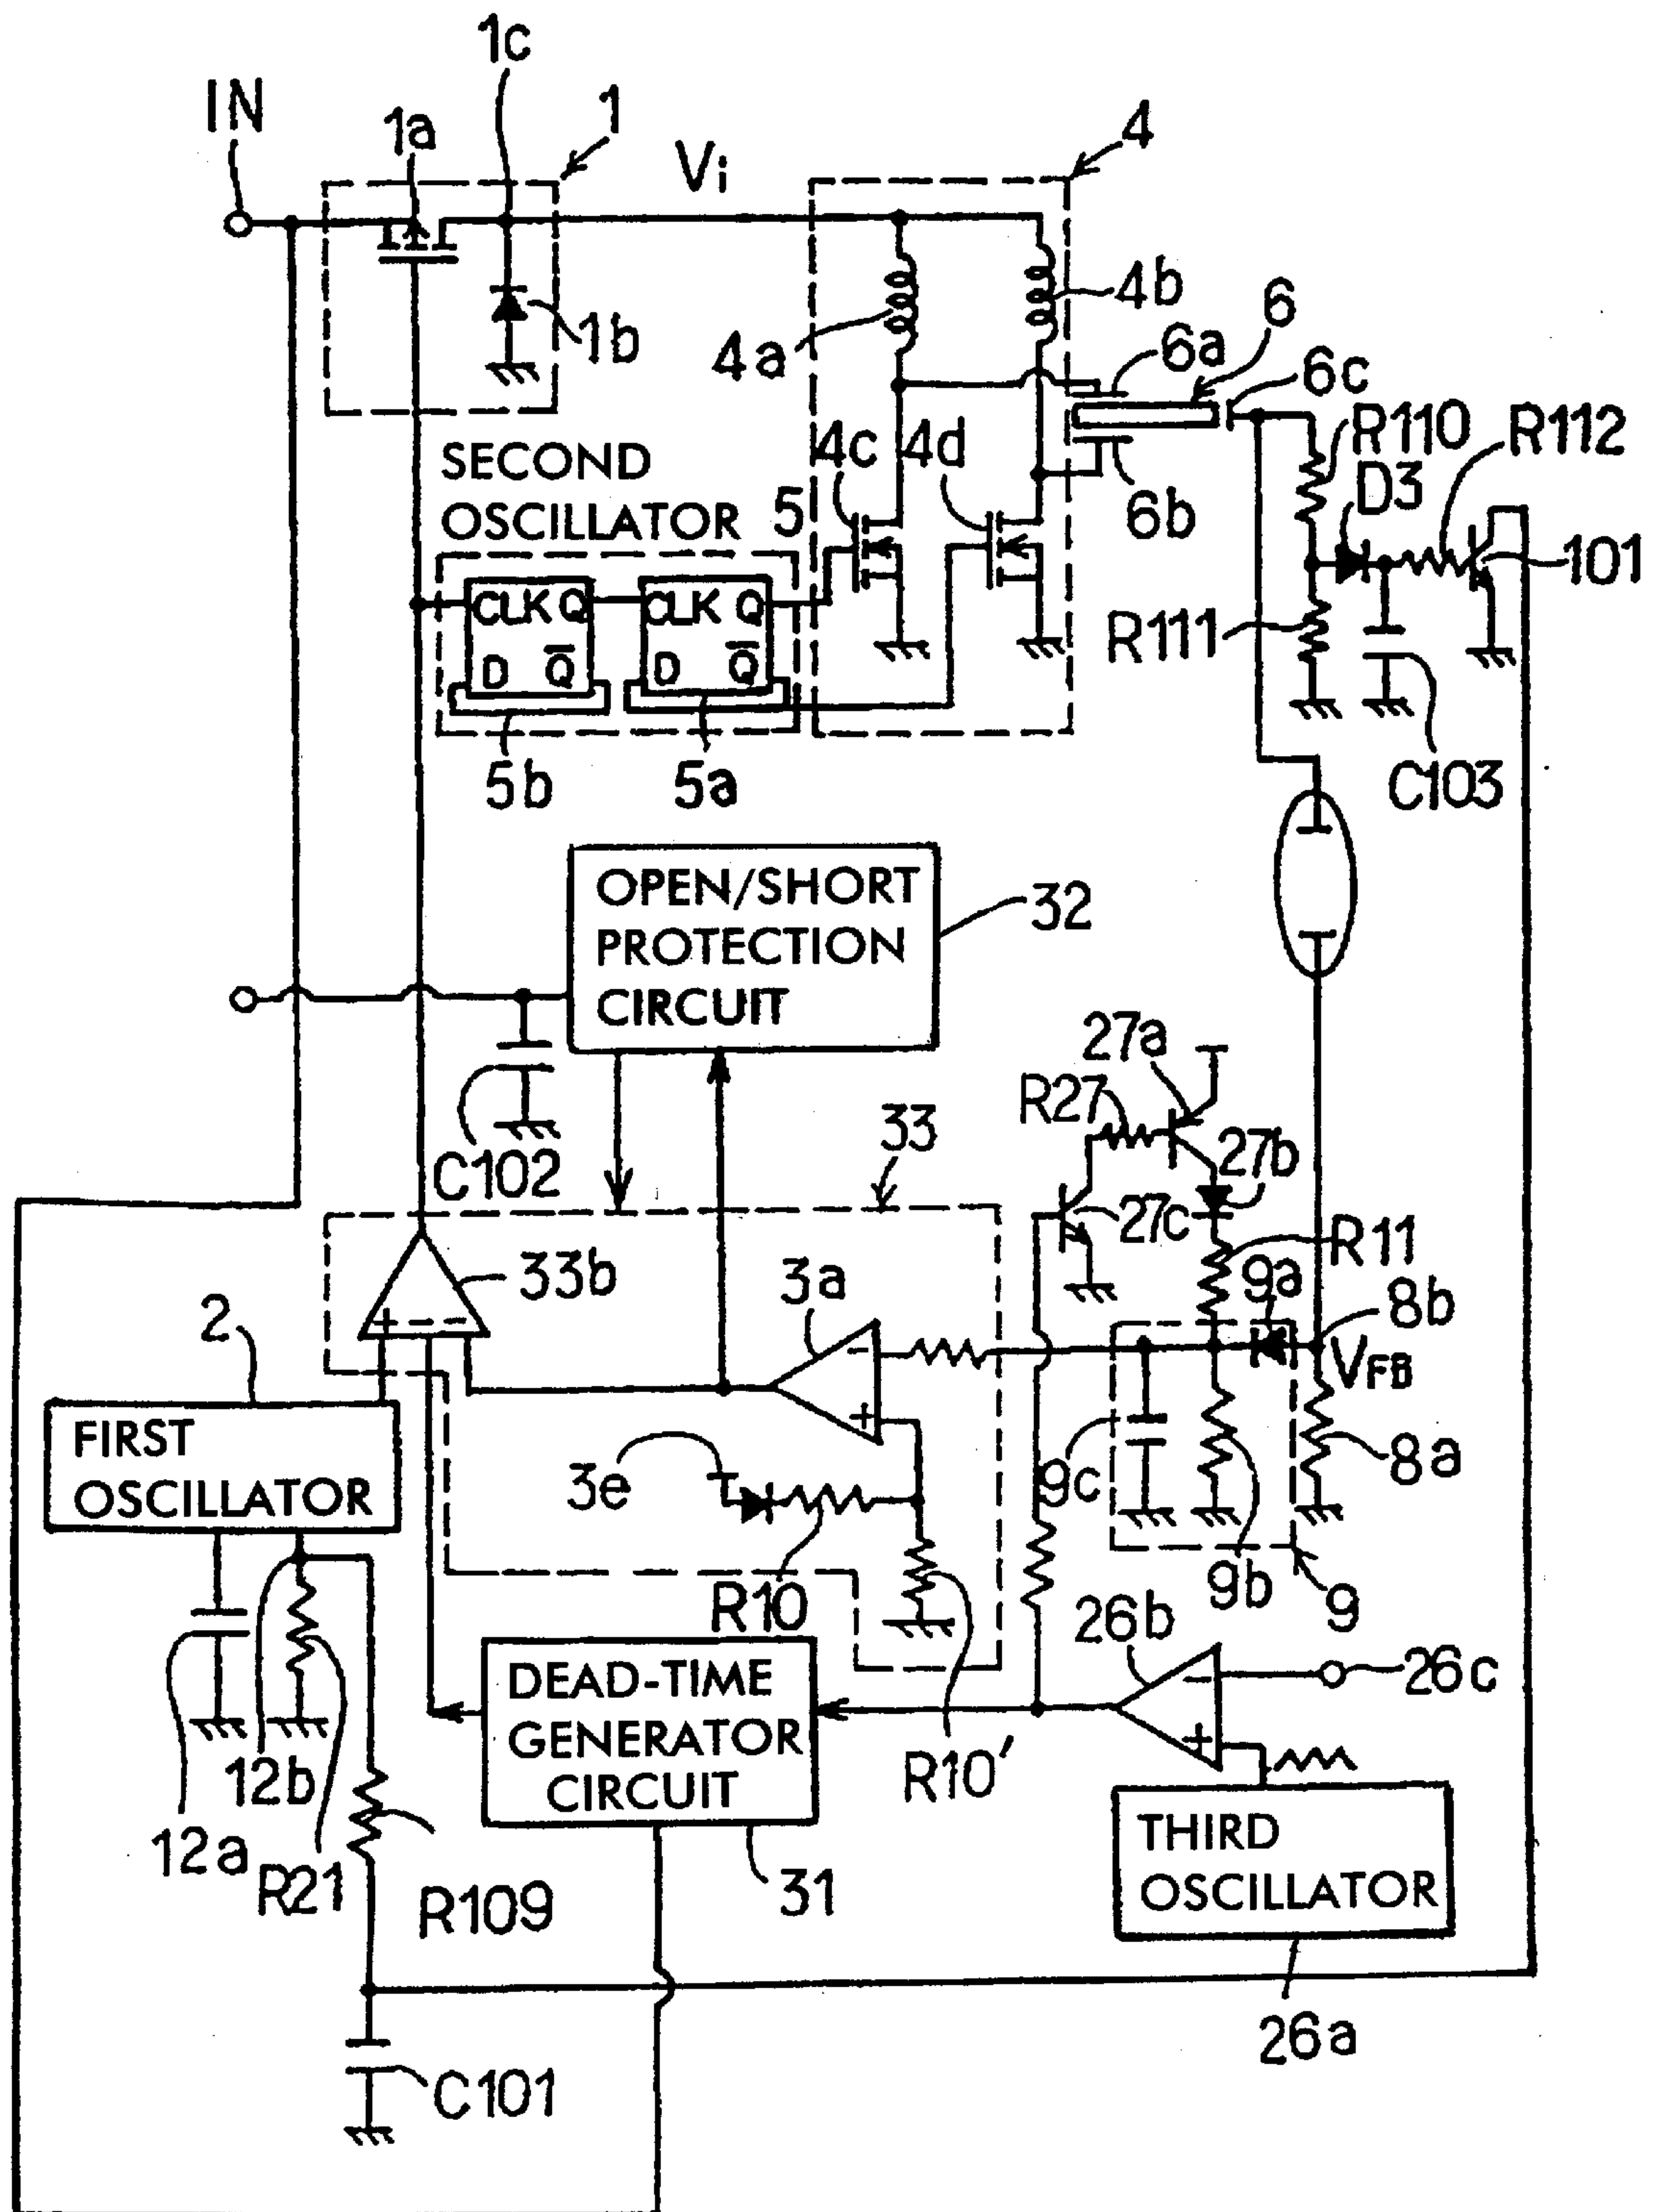 1c
IN
1a
1
Vi
4
4a
4b
1b
6a
6
6c
R110
R112
D3
SECOND
OSCILLATOR
5
4c
4d
6b
101
CLK Q
D Q̅
CLK Q
D Q̅
R111
5b
5a
C103
OPEN/SHORT
PROTECTION
CIRCUIT
32
27a
R27
33
C102
27b
27c
R11
33b
3a
9a
8b
2
+ - -
-
+
VFB
FIRST
OSCILLATOR
3e
9c
8a
R10
9b
9
26b
26c
DEAD-TIME
GENERATOR
CIRCUIT
-
+
R10′
12b
12a
R21
THIRD
OSCILLATOR
R109
31
26a
C101